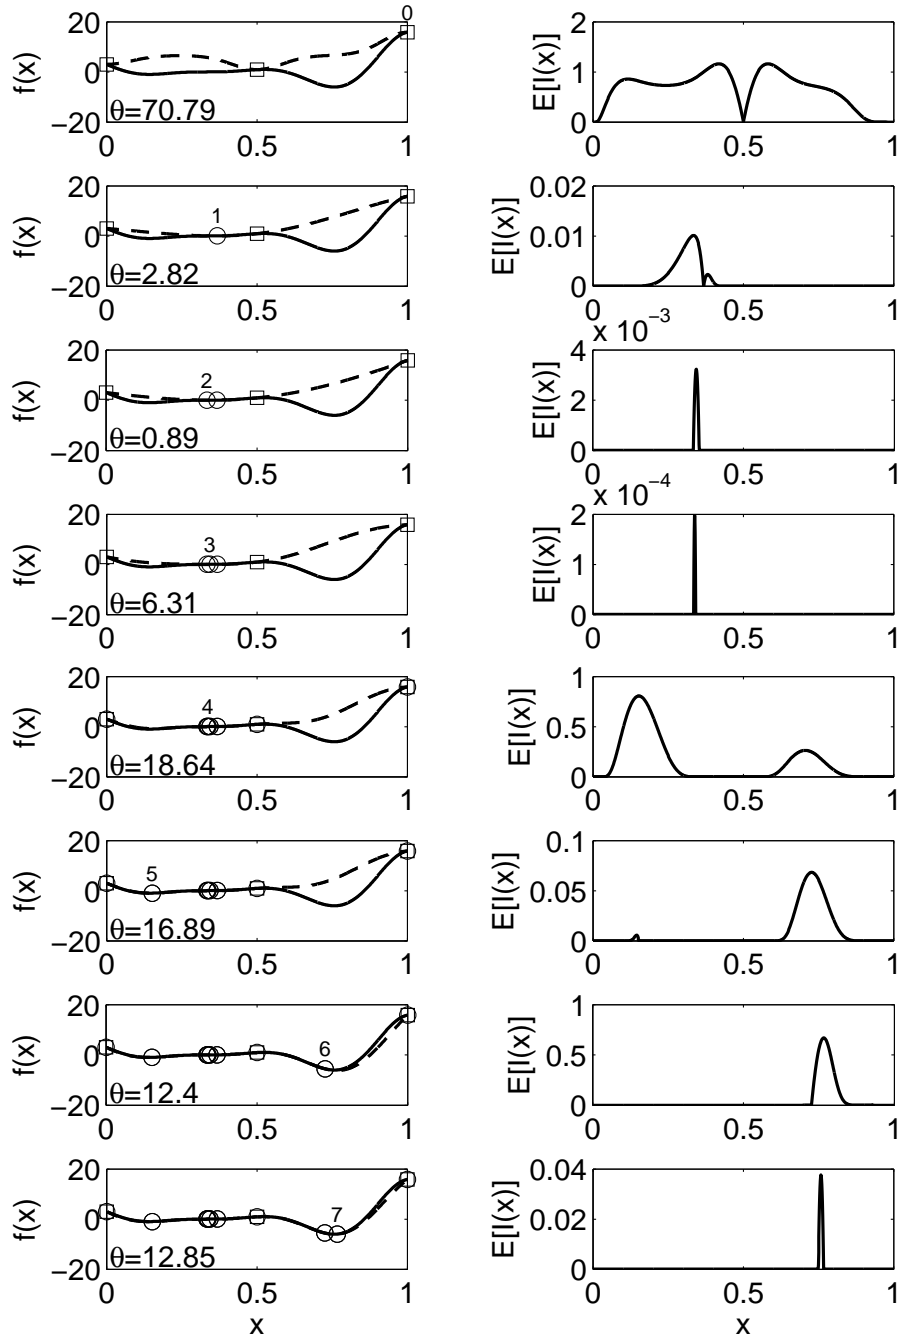 0
20
0
−20
f(x)
θ=70.79
0 0.5 1
2
1
0
E[I(x)]
0 0.5 1
20
0
−20
f(x)
1
θ=2.82
0 0.5 1
0.02
0.01
0
E[I(x)]
0 0.5 1
20
0
−20
f(x)
2
θ=0.89
0 0.5 1
x 10−3
4
2
0
E[I(x)]
0 0.5 1
20
0
−20
f(x)
3
θ=6.31
0 0.5 1
x 10−4
2
1
0
E[I(x)]
0 0.5 1
20
0
−20
f(x)
4
θ=18.64
0 0.5 1
1
0.5
0
E[I(x)]
0 0.5 1
20
0
−20
f(x)
5
θ=16.89
0 0.5 1
0.1
0.05
0
E[I(x)]
0 0.5 1
20
0
−20
f(x)
6
θ=12.4
0 0.5 1
1
0.5
0
E[I(x)]
0 0.5 1
20
0
−20
f(x)
7
θ=12.85
0 0.5 1
x
0.04
0.02
0
E[I(x)]
0 0.5 1
x